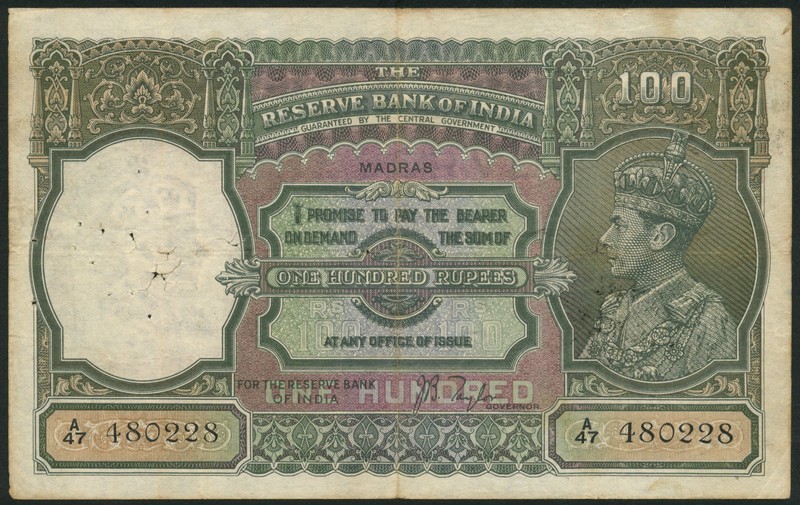 THE
RESERVE BANK OF INDIA
GUARANTEED BY THE CENTRAL GOVERNMENT
100
MADRAS
I PROMISE TO PAY THE BEARER
ON DEMAND THE SUM OF
ONE HUNDRED RUPEES
RS RS
100 100
AT ANY OFFICE OF ISSUE
ONE HUNDRED
FOR THE RESERVE BANK
OF INDIA
J B Taylor
GOVERNOR
A/47 480228
A/47 480228